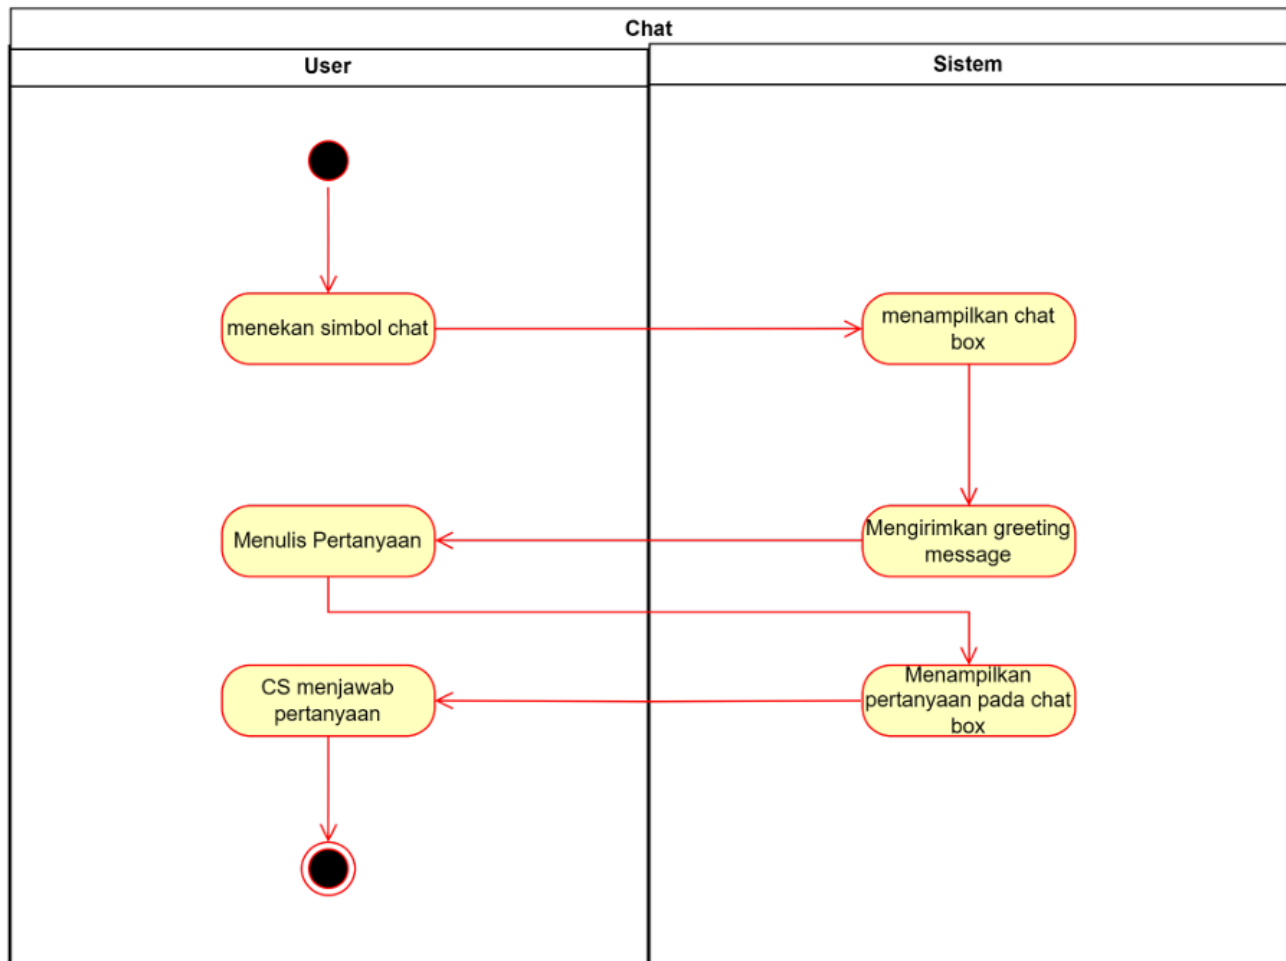 Chat
User
Sistem
menekan simbol chat
menampilkan chat
box
Menulis Pertanyaan
Mengirimkan greeting
message
CS menjawab
pertanyaan
Menampilkan
pertanyaan pada chat
box